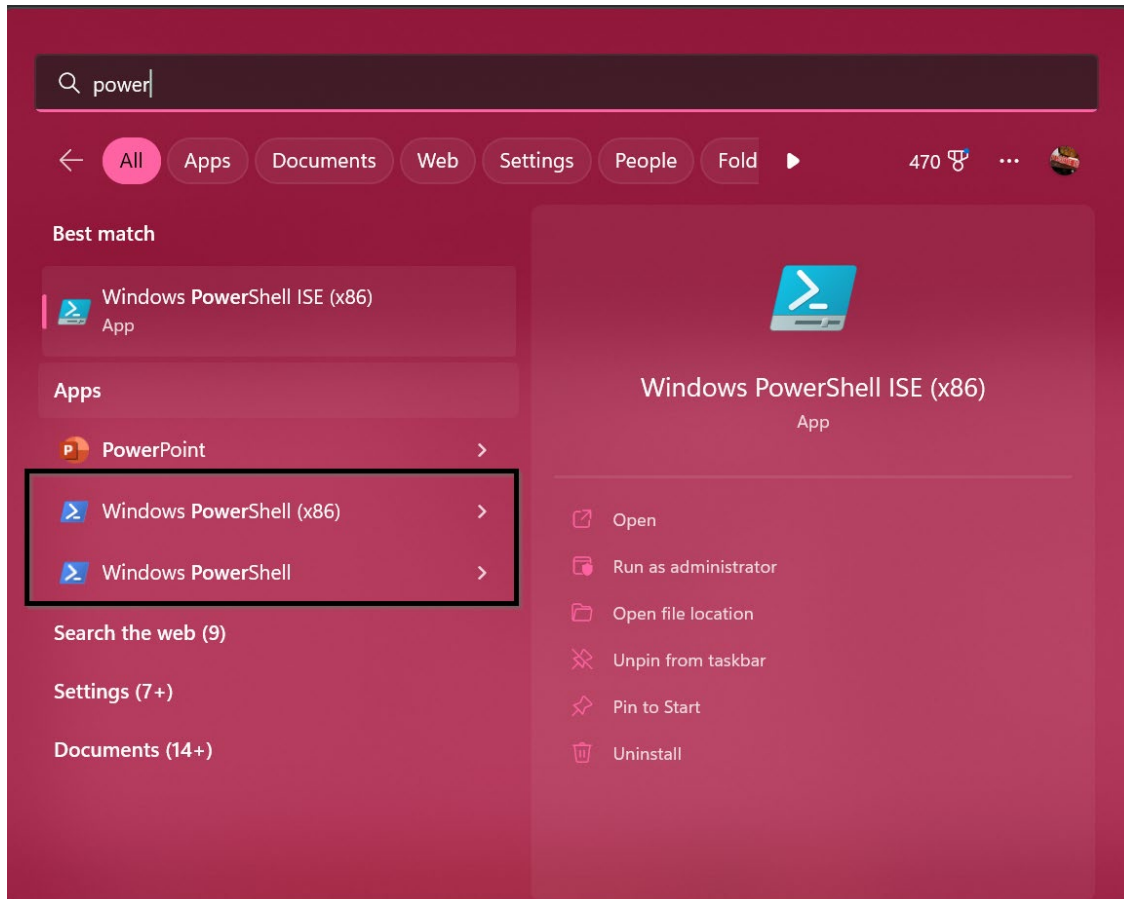 power
All Apps Documents Web Settings People Fold 470
Best match
Windows PowerShell ISE (x86)
App
Apps
PowerPoint
Windows PowerShell (x86)
Windows PowerShell
Search the web (9)
Settings (7+)
Documents (14+)
Windows PowerShell ISE (x86)
App
Open
Run as administrator
Open file location
Unpin from taskbar
Pin to Start
Uninstall